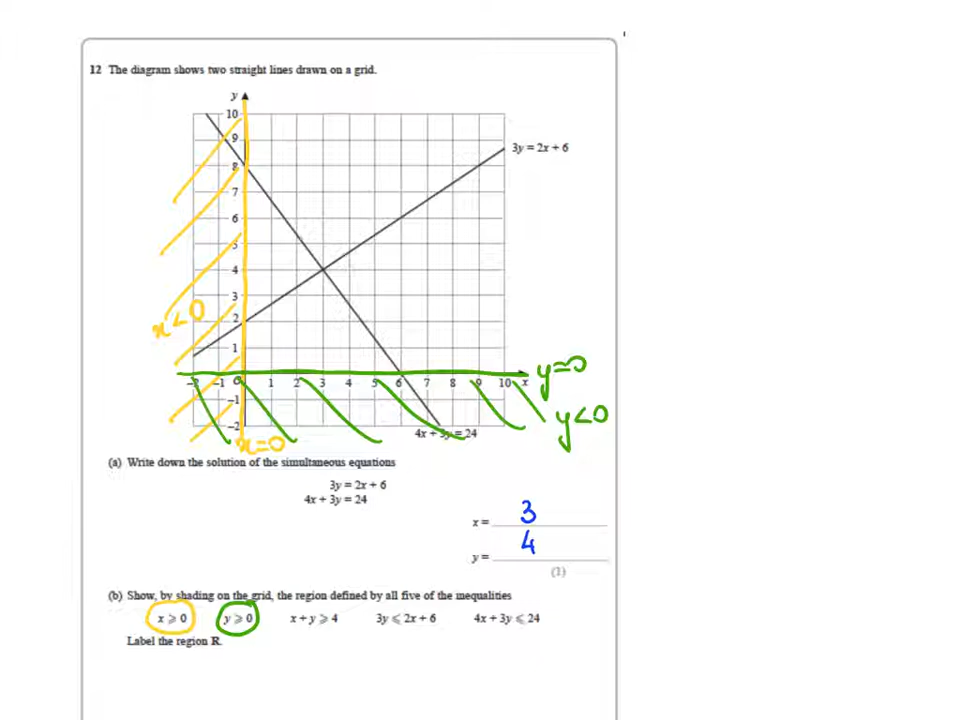 12 The diagram shows two straight lines drawn on a grid.
y
10
9
3y = 2x + 6
8
7
6
5
4
3
x < 0
2
1
y = 0
-2 -1 0 1 2 3 4 5 6 7 8 9 10 x
-1
y < 0
-2
4x + 3y = 24
x = 0
(a) Write down the solution of the simultaneous equations
3y = 2x + 6
4x + 3y = 24
x = 3
y = 4
(1)
(b) Show, by shading on the grid, the region defined by all five of the inequalities
x ⩾ 0 y ⩾ 0 x + y ⩾ 4 3y ⩽ 2x + 6 4x + 3y ⩽ 24
Label the region R.